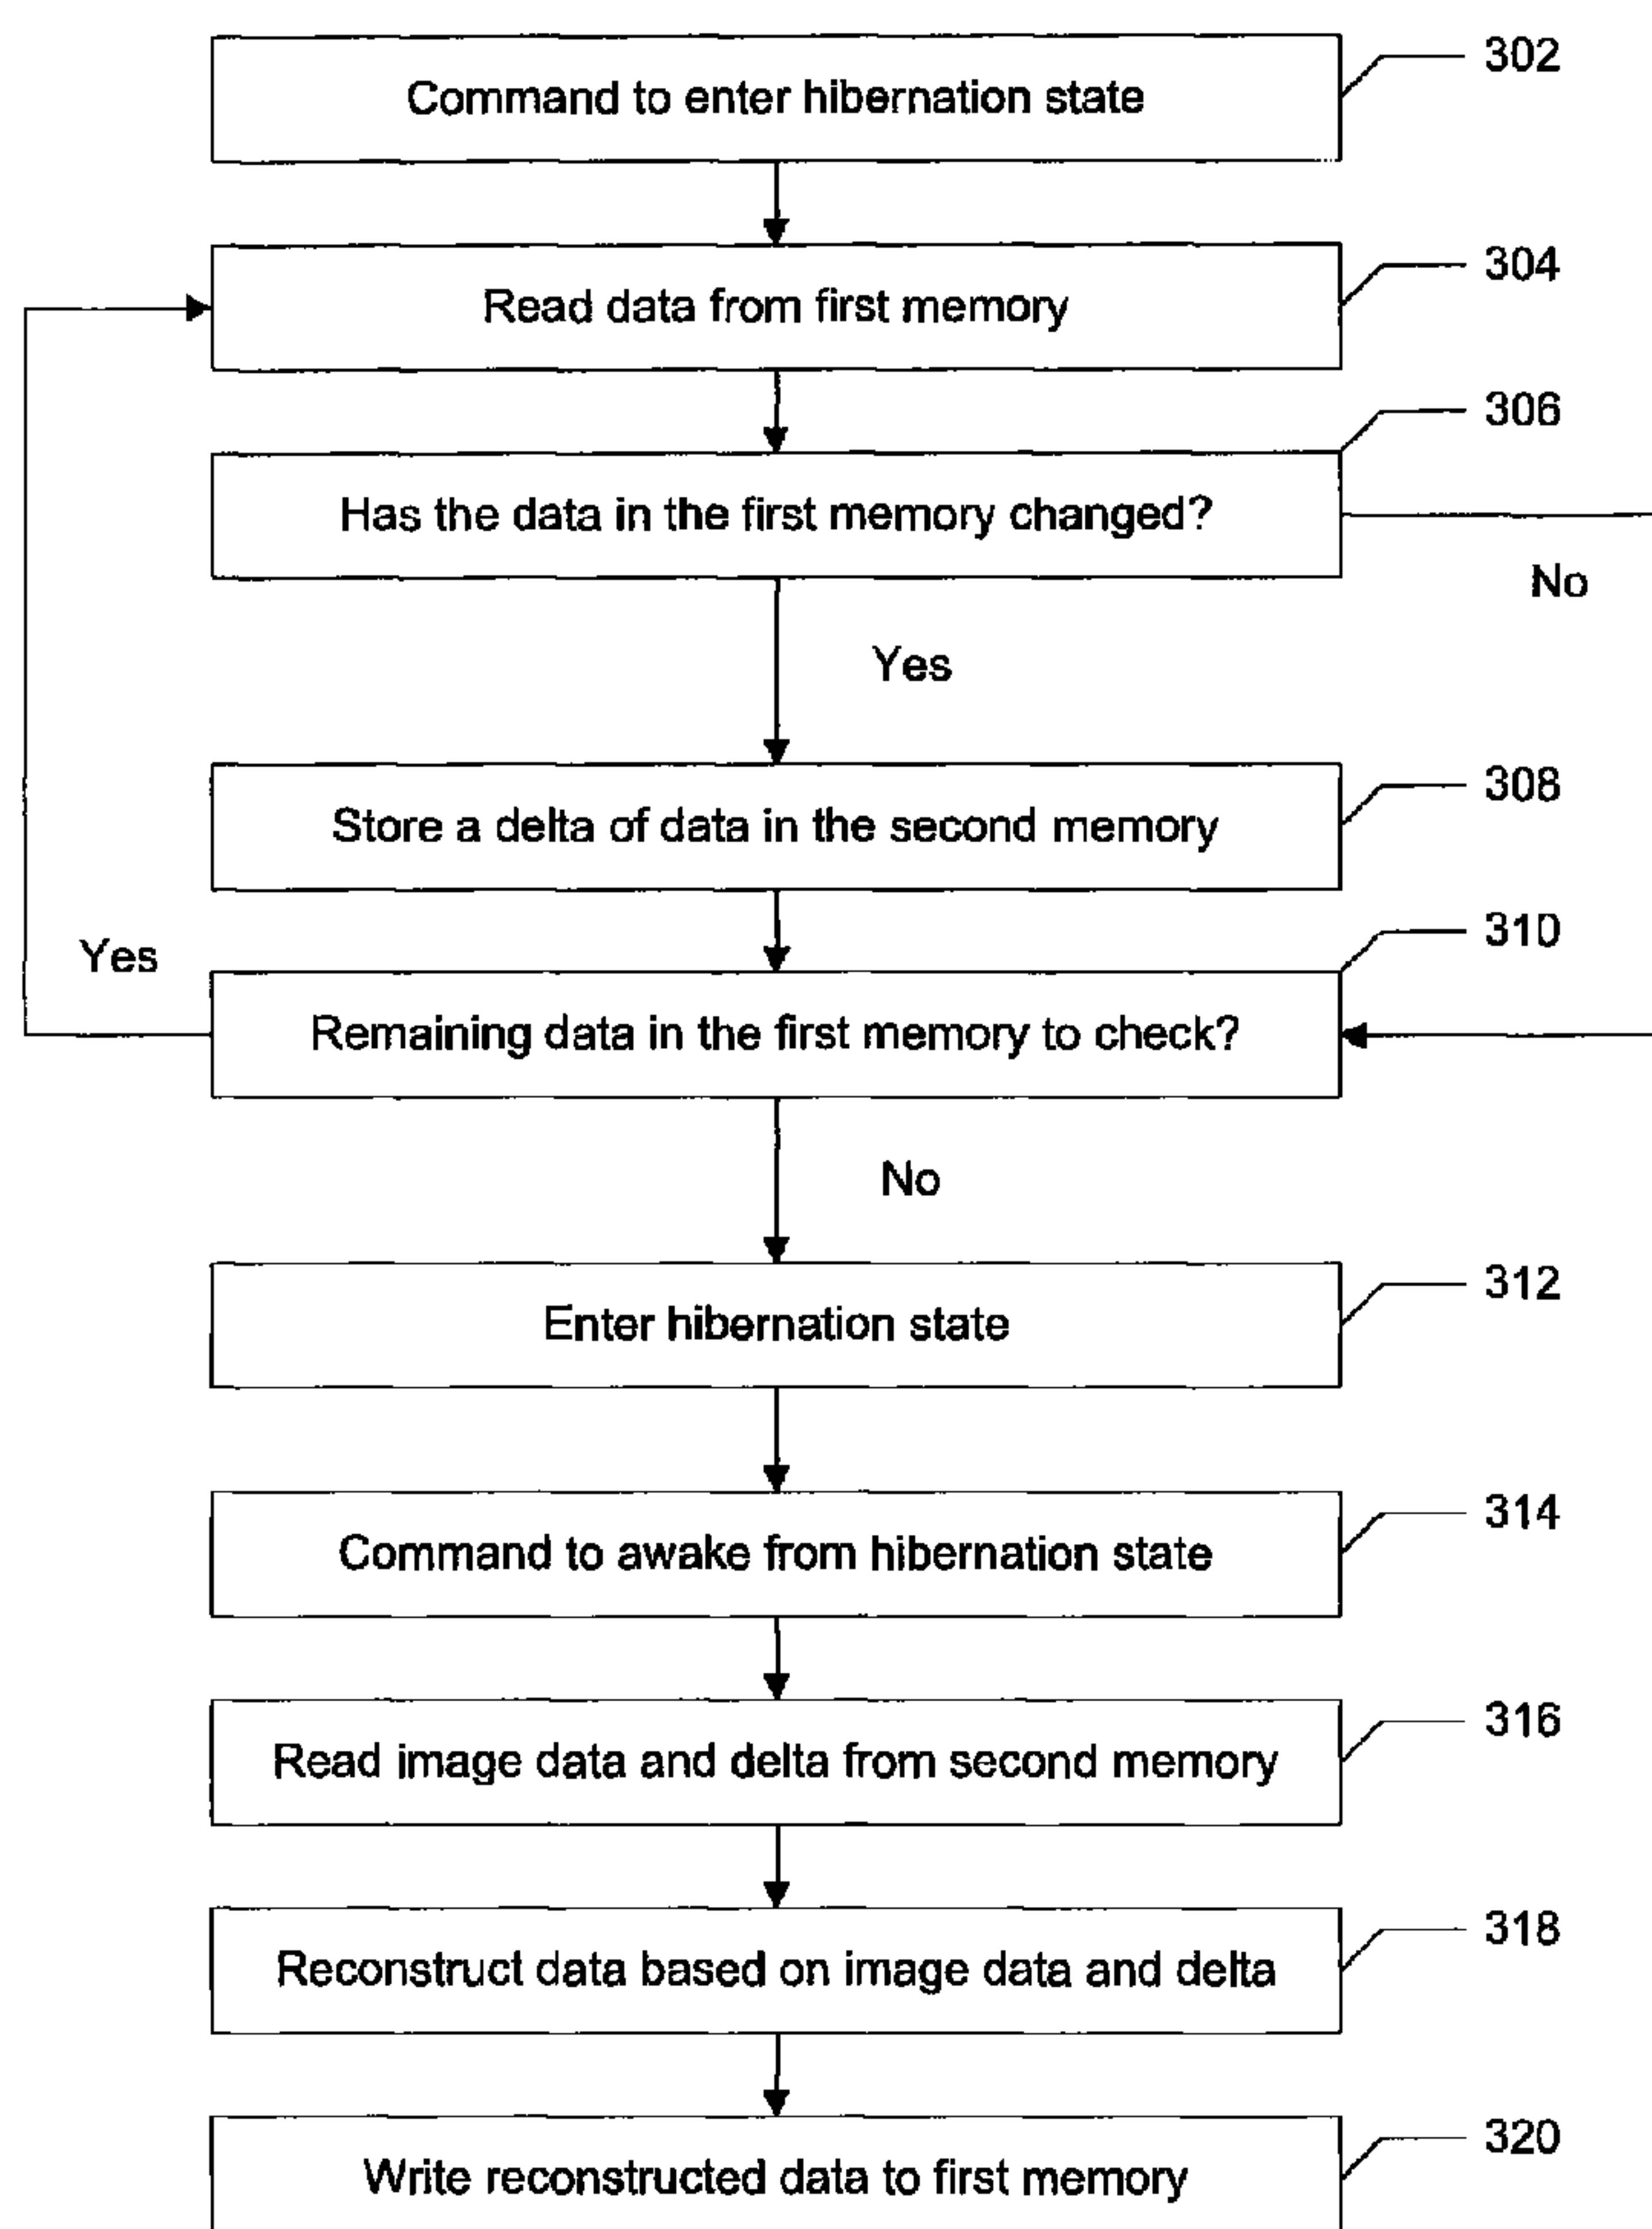 302
Command to enter hibernation state
304
Read data from first memory
306
Has the data in the first memory changed?
No
Yes
308
Store a delta of data in the second memory
310
Yes
Remaining data in the first memory to check?
No
312
Enter hibernation state
314
Command to awake from hibernation state
316
Read image data and delta from second memory
318
Reconstruct data based on image data and delta
320
Write reconstructed data to first memory